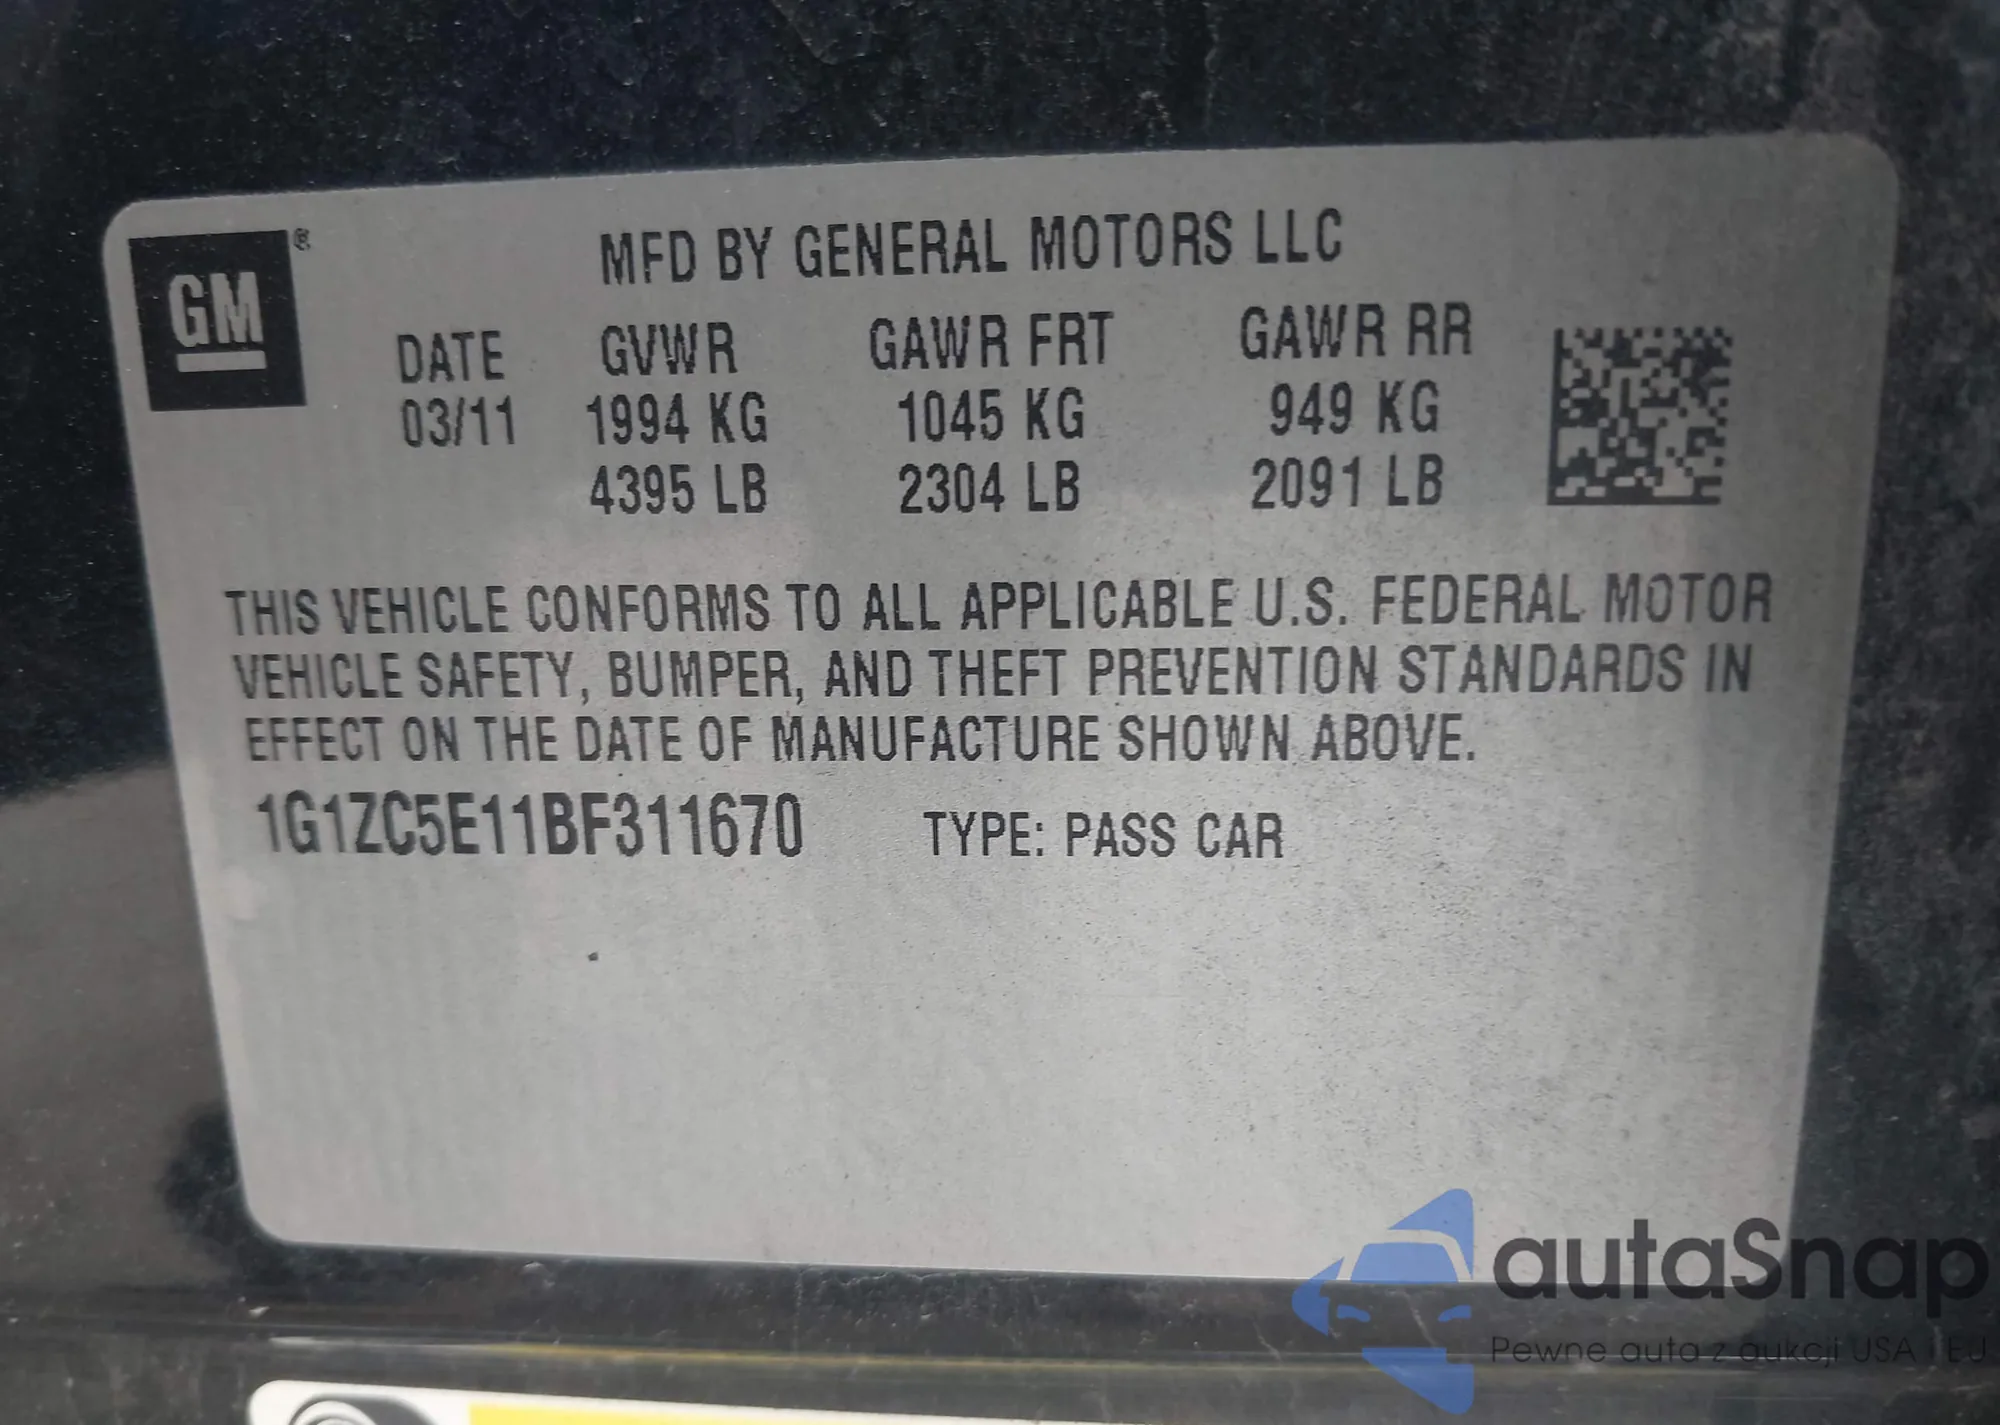 GM ®
MFD BY GENERAL MOTORS LLC
DATE GVWR GAWR FRT GAWR RR
03/11 1994 KG 1045 KG 949 KG
4395 LB 2304 LB 2091 LB
THIS VEHICLE CONFORMS TO ALL APPLICABLE U.S. FEDERAL MOTOR
VEHICLE SAFETY, BUMPER, AND THEFT PREVENTION STANDARDS IN
EFFECT ON THE DATE OF MANUFACTURE SHOWN ABOVE.
1G1ZC5E11BF311670 TYPE: PASS CAR
autaSnap
Pewne auta z aukcji USA i EU